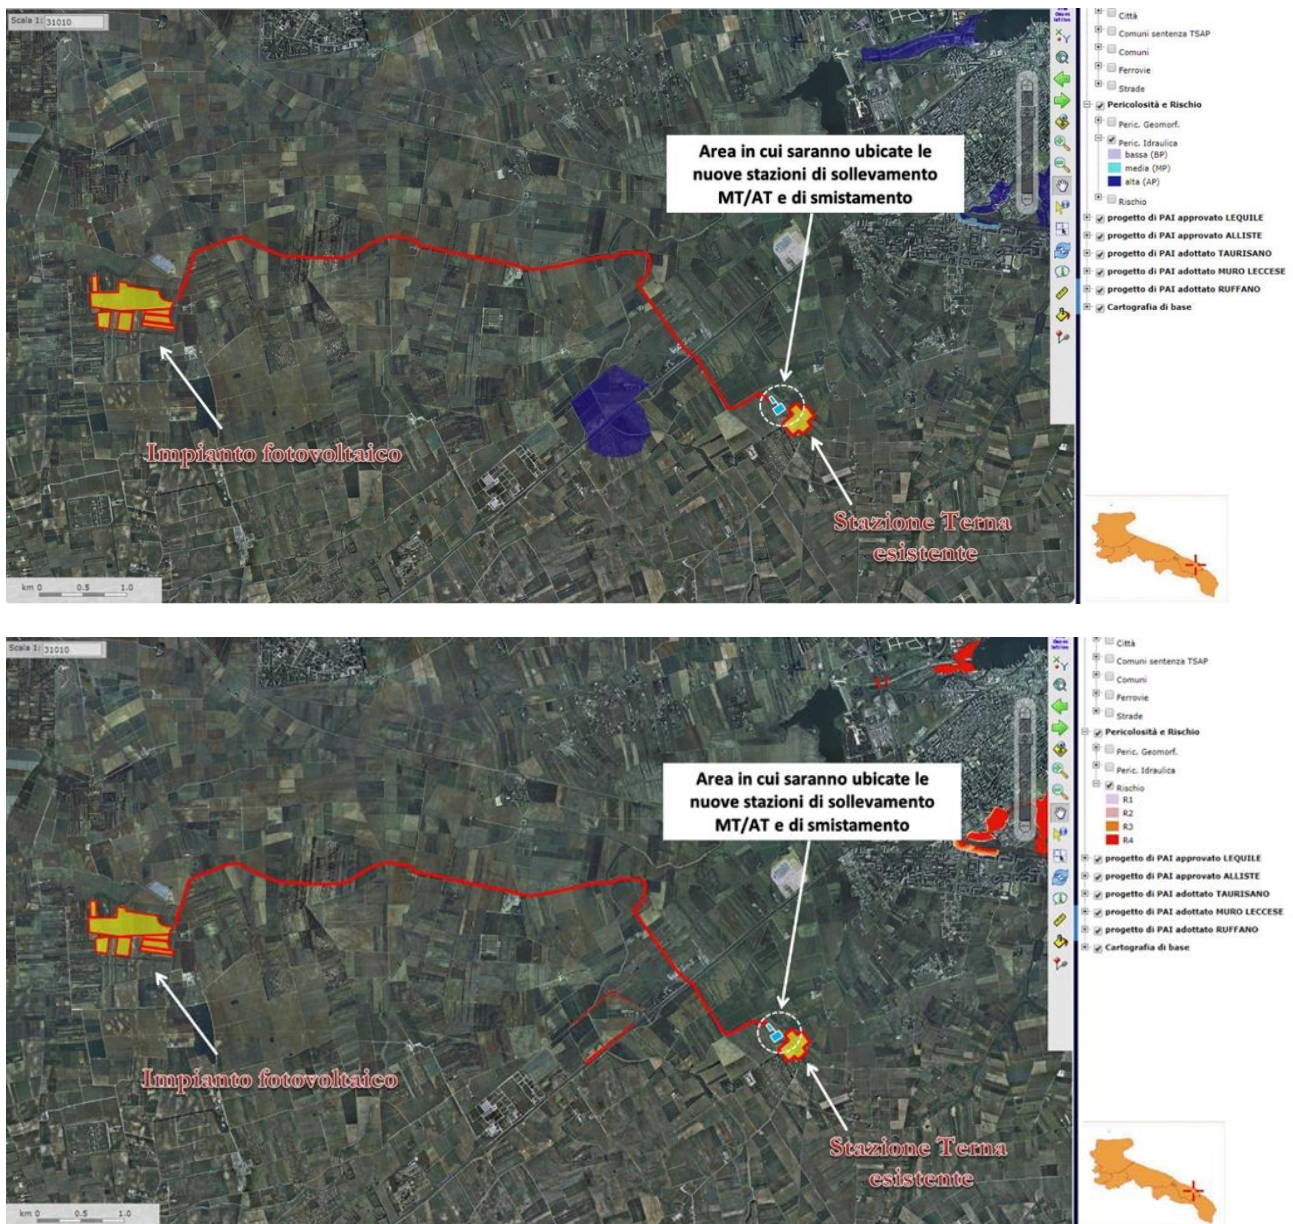 Scala 1: 31010
Città
Comuni sentenza TSAP
Comuni
Ferrovie
Strade
Pericolosità e Rischio
Peric. Geomorf.
Peric. Idraulica
bassa (BP)
media (MP)
alta (AP)
Rischio
progetto di PAI approvato LEQUILE
progetto di PAI approvato ALLISTE
progetto di PAI adottato TAURISANO
progetto di PAI adottato MURO LECCESE
progetto di PAI adottato RUFFANO
Cartografia di base
Area in cui saranno ubicate le
nuove stazioni di sollevamento
MT/AT e di smistamento
Impianto fotovoltaico
Stazione Terna
esistente
km 0 0.5 1.0
Scala 1: 31010
Città
Comuni sentenza TSAP
Comuni
Ferrovie
Strade
Pericolosità e Rischio
Peric. Geomorf.
Peric. Idraulica
Rischio
R1
R2
R3
R4
progetto di PAI approvato LEQUILE
progetto di PAI approvato ALLISTE
progetto di PAI adottato TAURISANO
progetto di PAI adottato MURO LECCESE
progetto di PAI adottato RUFFANO
Cartografia di base
Area in cui saranno ubicate le
nuove stazioni di sollevamento
MT/AT e di smistamento
Impianto fotovoltaico
Stazione Terna
esistente
km 0 0.5 1.0